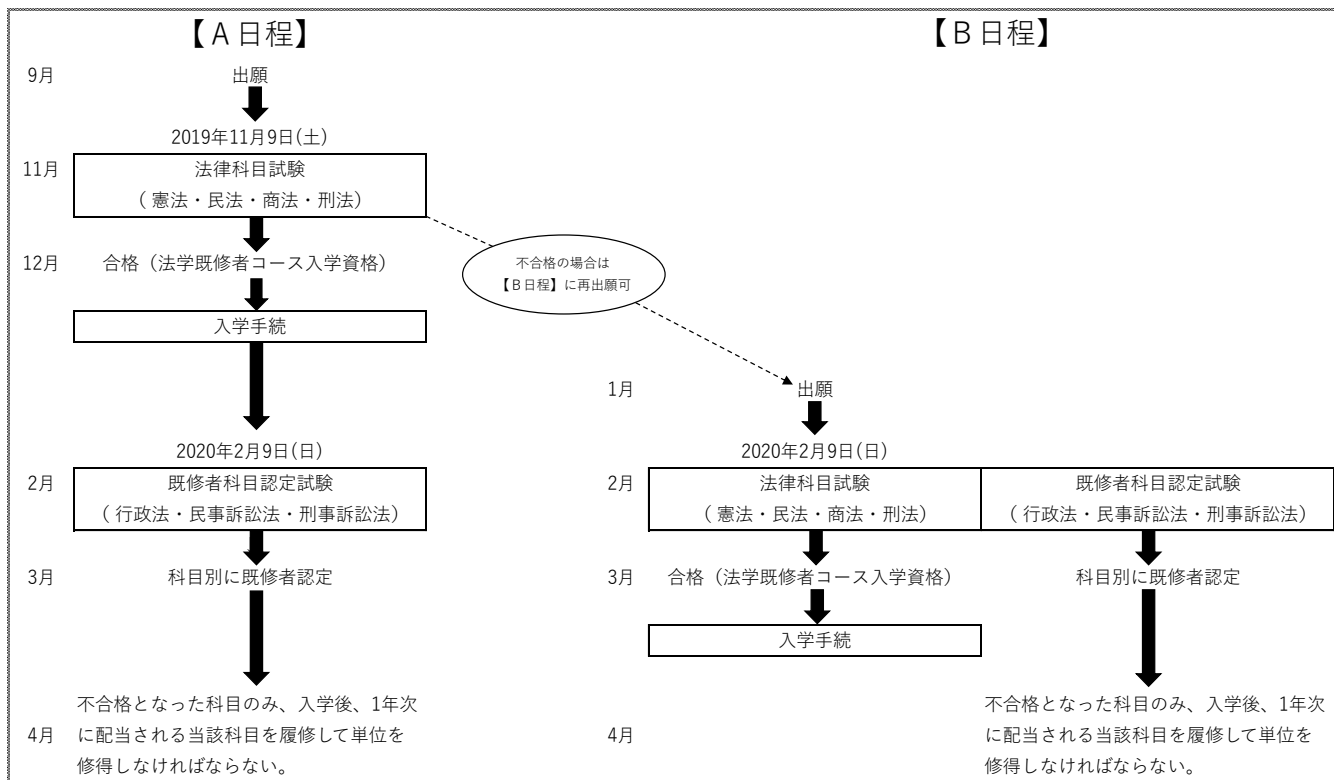 【A日程】
9月
出願
2019年11月9日(土)
11月
法律科目試験
（憲法・民法・商法・刑法）
12月
合格（法学既修者コース入学資格）
不合格の場合は
【B日程】に再出願可
入学手続
2020年2月9日(日)
2月
既修者科目認定試験
（行政法・民事訴訟法・刑事訴訟法）
3月
科目別に既修者認定
4月
不合格となった科目のみ、入学後、1年次
に配当される当該科目を履修して単位を
修得しなければならない。
【B日程】
1月
出願
2020年2月9日(日)
2月
法律科目試験
（憲法・民法・商法・刑法）
既修者科目認定試験
（行政法・民事訴訟法・刑事訴訟法）
3月
合格（法学既修者コース入学資格）
科目別に既修者認定
入学手続
4月
不合格となった科目のみ、入学後、1年次
に配当される当該科目を履修して単位を
修得しなければならない。